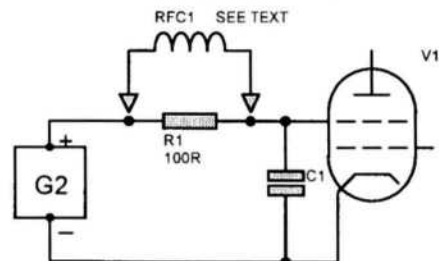 RFC1 SEE TEXT
V1
R1
100R
+
G2
C1
−